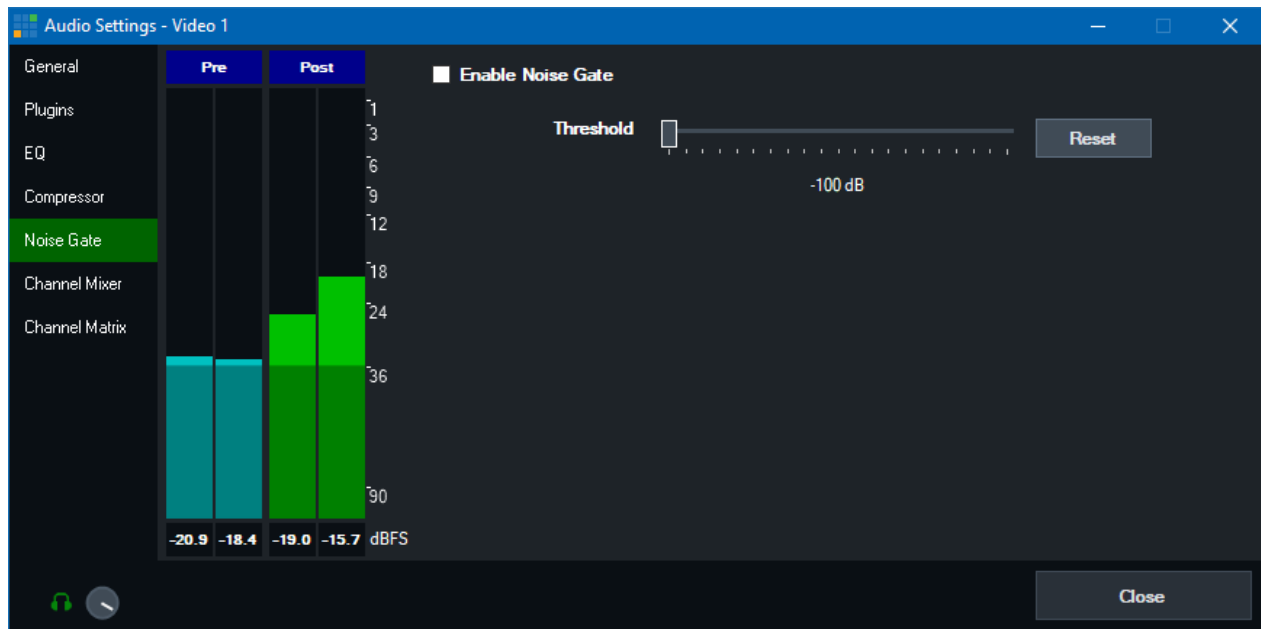 Audio Settings - Video 1
General
Plugins
EQ
Compressor
Noise Gate
Channel Mixer
Channel Matrix
Pre Post
1
3
6
9
12
18
24
36
90
-20.9 -18.4 -19.0 -15.7 dBFS
Enable Noise Gate
Threshold
Reset
-100 dB
Close